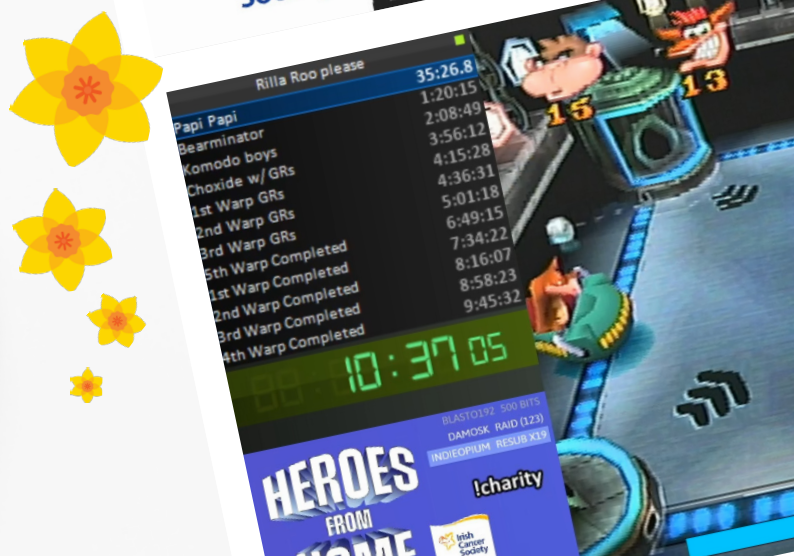 Rilla Roo please
Papi Papi 35:26.8
Bearminator 1:20:15
Komodo boys 2:08:49
Choxide w/ GRs 3:56:12
1st Warp GRs 4:15:28
2nd Warp GRs 4:36:31
3rd Warp GRs 5:01:18
5th Warp Completed 6:49:15
1st Warp Completed 7:34:22
2nd Warp Completed 8:16:07
3rd Warp Completed 8:58:23
4th Warp Completed 9:45:32
10:37 05
15
13
BLASTO192 500 BITS
DAMOSK RAID (123)
INDIEOPIUM RESUB X19
!charity
HEROES
FROM
HOME
Irish
Cancer
Society